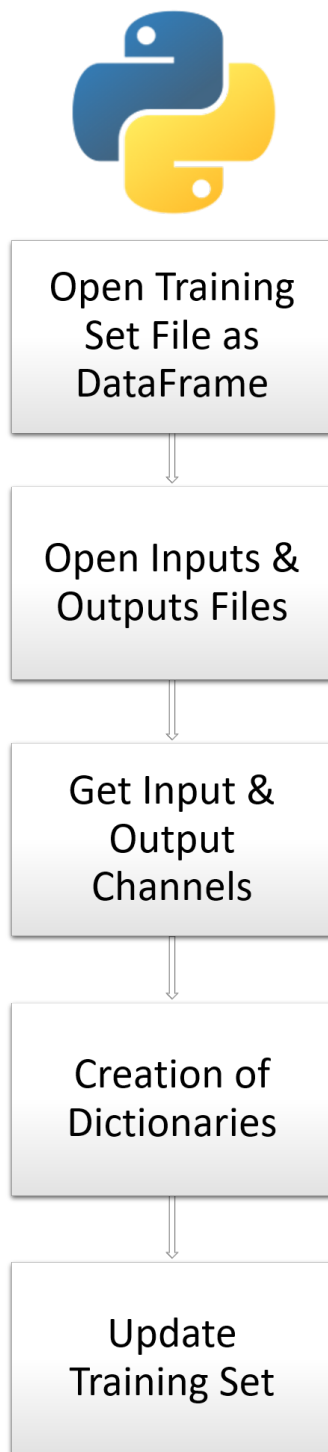 Open Training
Set File as
DataFrame
Open Inputs &
Outputs Files
Get Input &
Output
Channels
Creation of
Dictionaries
Update
Training Set